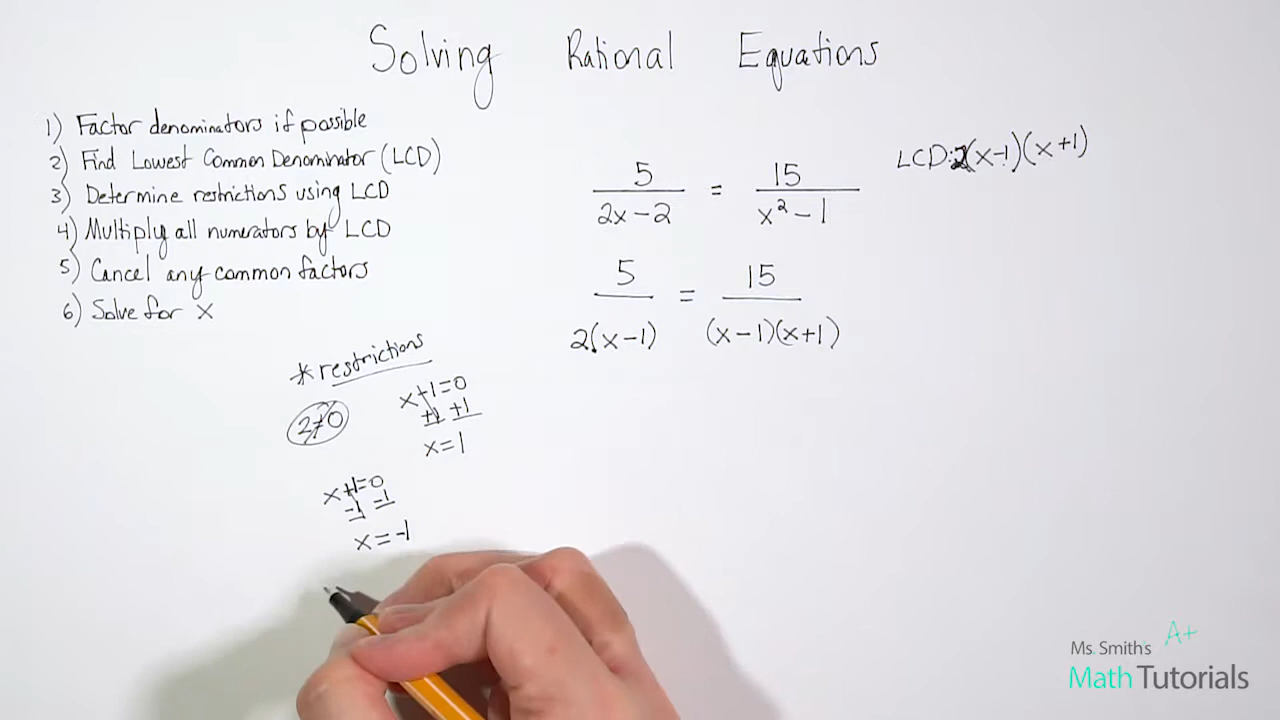 Solving Rational Equations
1) Factor denominators if possible
2) Find Lowest Common Denominator (LCD)
3) Determine restrictions using LCD
4) Multiply all numerators by LCD
5) Cancel any common factors
6) Solve for x
5 = 15
2x-2 x²-1
LCD: 2(x-1)(x+1)
5 = 15
2(x-1) (x-1)(x+1)
*restrictions
2≠0
x+1=0
+1 +1
x=1
x+1=0
-1 -1
x=-1
Ms. Smith's A+
Math Tutorials